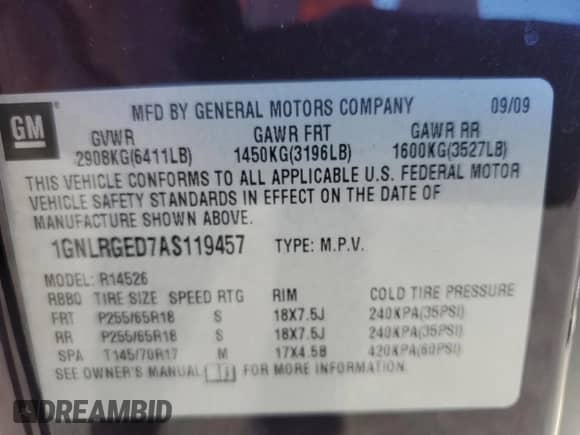 GM
MFD BY GENERAL MOTORS COMPANY 09/09
GVWR GAWR FRT GAWR RR
2908KG(6411LB) 1450KG(3196LB) 1600KG(3527LB)
THIS VEHICLE CONFORMS TO ALL APPLICABLE U.S. FEDERAL MOTOR
VEHICLE SAFETY STANDARDS IN EFFECT ON THE DATE OF
MANUFACTURE SHOWN ABOVE.
1GNLRGED7AS119457 TYPE: M.P.V.
MODEL: R14526
RBBQ TIRE SIZE SPEED RTG RIM COLD TIRE PRESSURE
FRT P255/65R18 S 18X7.5J 240KPA(35PSI)
RR P255/65R18 S 18X7.5J 240KPA(35PSI)
SPA T145/70R17 M 17X4.5B 420KPA(60PSI)
SEE OWNER'S MANUAL FOR MORE INFORMATION.
DREAMBID